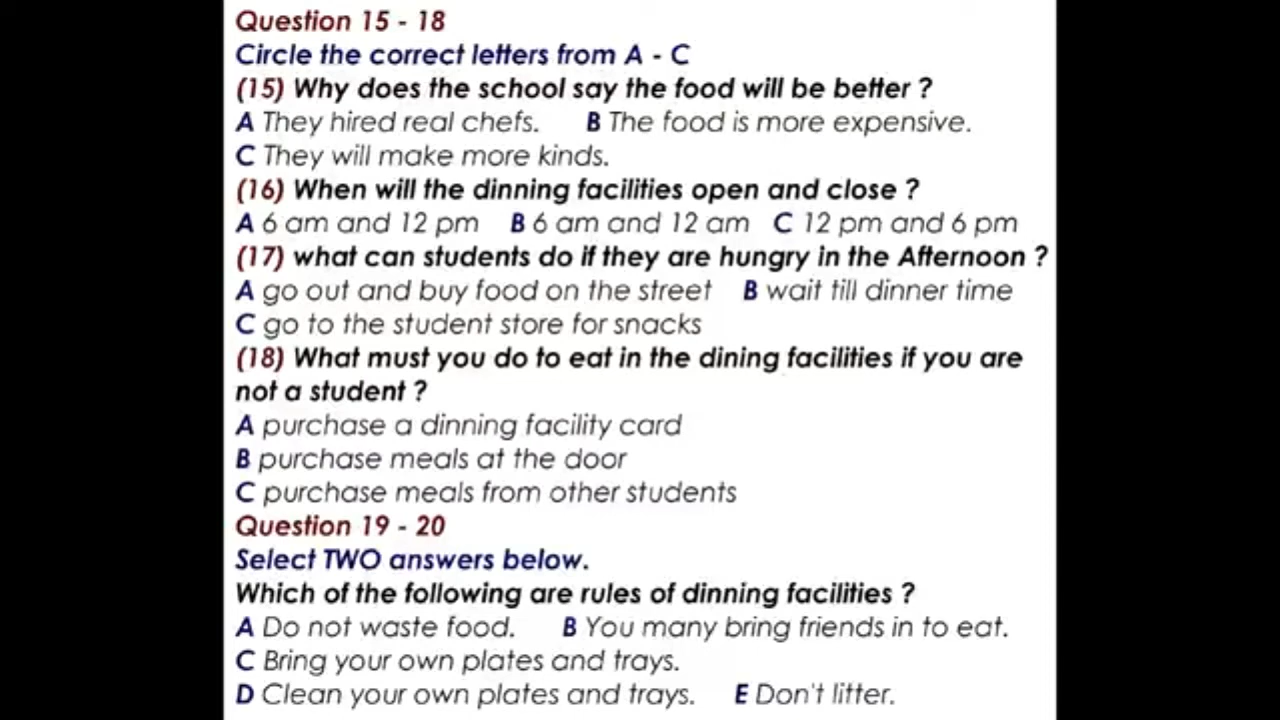 Question 15 - 18
Circle the correct letters from A - C
(15) Why does the school say the food will be better ?
A They hired real chefs. B The food is more expensive.
C They will make more kinds.
(16) When will the dinning facilities open and close ?
A 6 am and 12 pm B 6 am and 12 am C 12 pm and 6 pm
(17) what can students do if they are hungry in the Afternoon ?
A go out and buy food on the street B wait till dinner time
C go to the student store for snacks
(18) What must you do to eat in the dining facilities if you are
not a student ?
A purchase a dinning facility card
B purchase meals at the door
C purchase meals from other students
Question 19 - 20
Select TWO answers below.
Which of the following are rules of dinning facilities ?
A Do not waste food. B You many bring friends in to eat.
C Bring your own plates and trays.
D Clean your own plates and trays. E Don't litter.